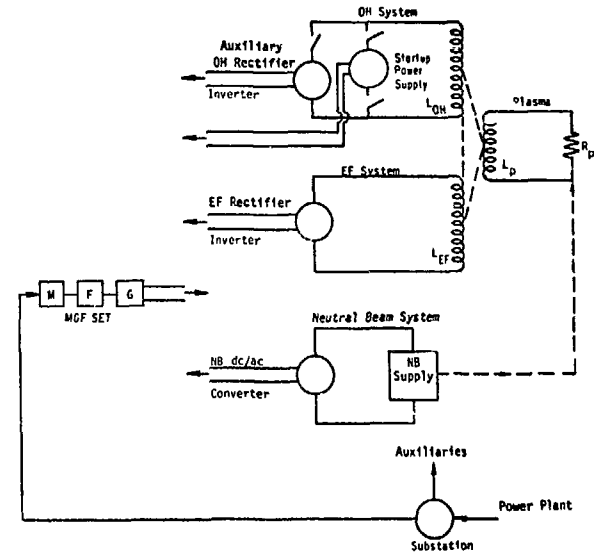 OH System
Auxiliary
OH Rectifier
Inverter
Startup
Power
Supply
L_OH
Plasma
L_p
R_p
EF System
EF Rectifier
Inverter
L_EF
M F G
MGF SET
Neutral Beam System
NB dc/ac
Converter
NB
Supply
Auxiliaries
Power Plant
Substation